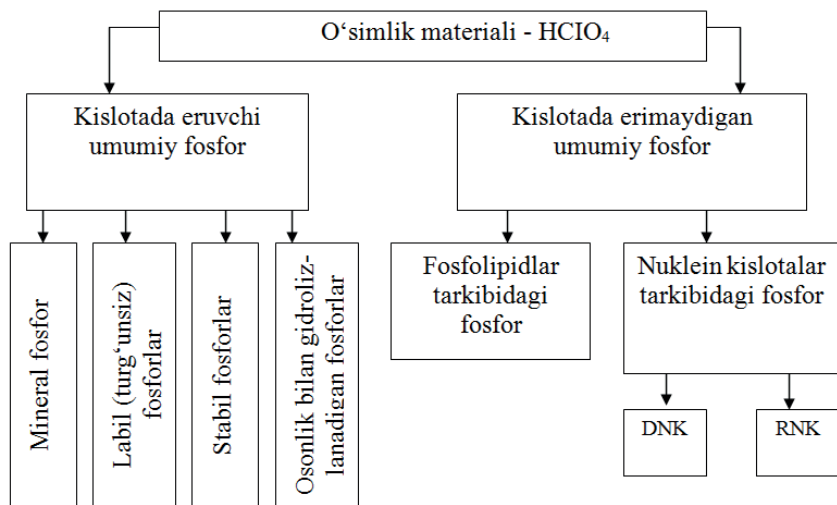 O‘simlik materiali - HCIO₄
Kislotada eruvchi
umumiy fosfor
Kislotada erimaydigan
umumiy fosfor
Mineral fosfor
Labil (turg‘unsiz)
fosforlar
Stabil fosforlar
Osonlik bilan gidroliz-
lanadigan fosforlar
Fosfolipidlar
tarkibidagi
fosfor
Nuklein kislotalar
tarkibidagi fosfor
DNK
RNK